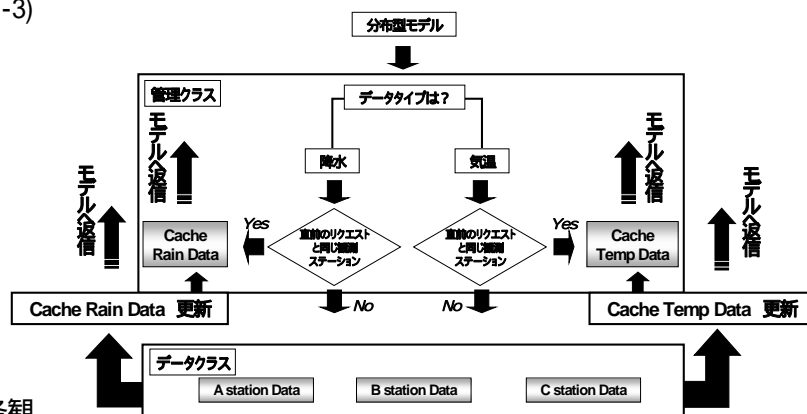 -3)
分布型モデル
管理クラス
データタイプは？
モデルへ返信
モデルへ返信
モデルへ返信
モデルへ返信
降水
気温
Cache
Rain Data
Yes
直前のリクエスト
と同じ観測
ステーション
直前のリクエスト
と同じ観測
ステーション
Yes
Cache
Temp Data
No
No
Cache Rain Data 更新
Cache Temp Data 更新
データクラス
A station Data
B station Data
C station Data
各観